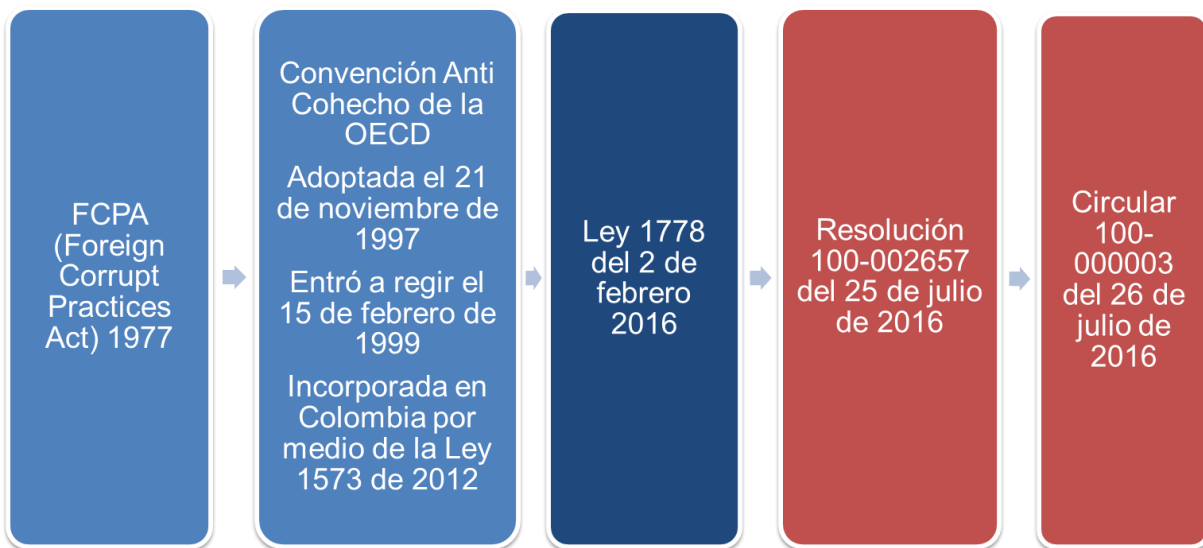 FCPA
(Foreign
Corrupt
Practices
Act) 1977
Convención Anti
Cohecho de la
OECD
Adoptada el 21
de noviembre de
1997
Entró a regir el
15 de febrero de
1999
Incorporada en
Colombia por
medio de la Ley
1573 de 2012
Ley 1778
del 2 de
febrero
2016
Resolución
100-002657
del 25 de julio
de 2016
Circular
100-
000003
del 26 de
julio de
2016